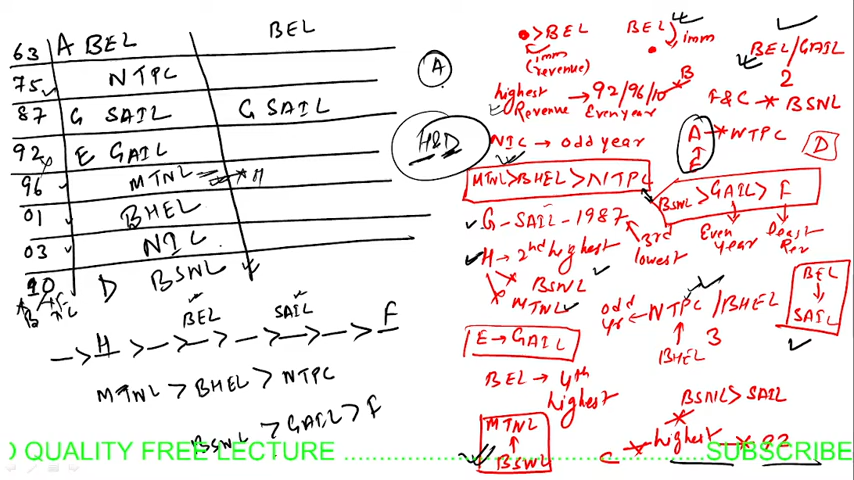 63 A BEL BEL
75 NTPC
87 G SAIL G SAIL
92 E GAIL
96 MTNL H
01 BHEL
03 NIC
10 D BSNL
B C
_ > H > _ > BEL > _ > SAIL > _ > F
MTNL > BHEL > NTPC
BSNL > GAIL > F
A
H&D
> BEL
imm
(revenue)
BEL
imm
BEL/GAIL
2
highest
Revenue → 92/96/10 B
Even year
F&C BSNL
A NTPC
E
D
NIC → odd year
MTNL > BHEL > NTPC
BSNL > GAIL > F
Even
year
least
Rev
G - SAIL - 1987
3rd
lowest
H → 2nd highest
BSNL
MTNL
odd
yr ← NTPC / BHEL
BHEL 3
BEL
↓
SAIL
E → GAIL
BEL → 4th
highest
BSNL > SAIL
MTNL
↑
BSNL
C highest 92
QUALITY FREE LECTURE SUBSCRIBE